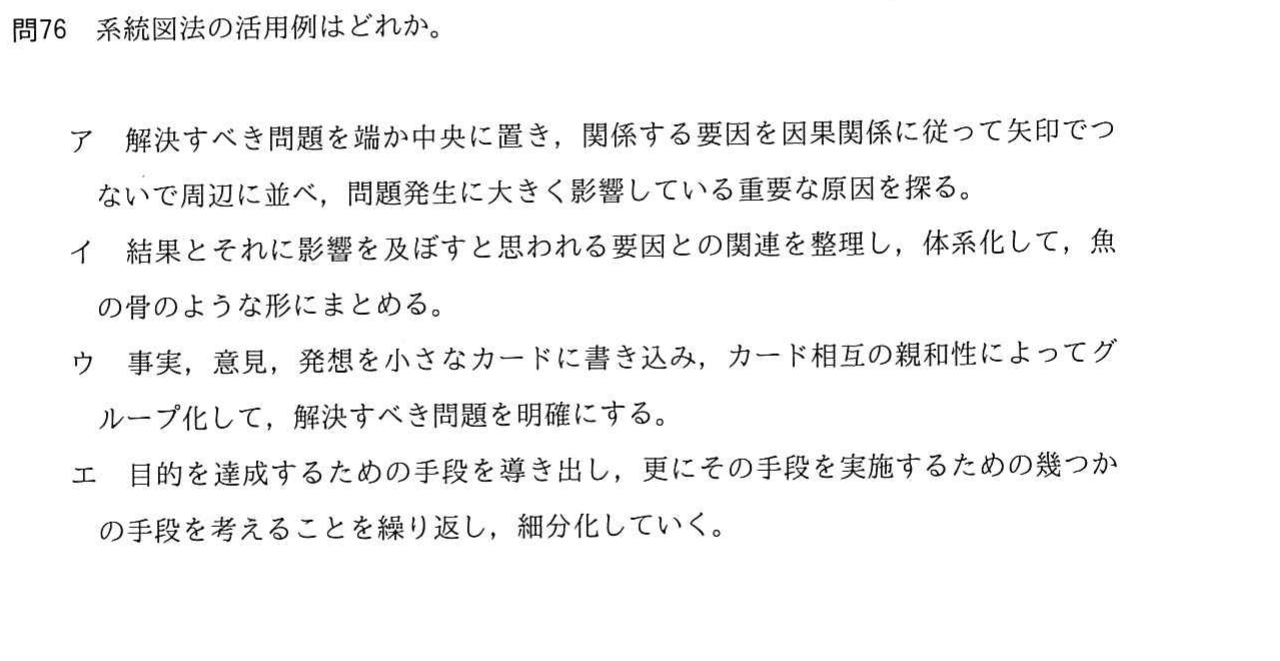 問76 系統図法の活用例はどれか。
ア 解決すべき問題を端か中央に置き，関係する要因を因果関係に従って矢印でつ
ないで周辺に並べ，問題発生に大きく影響している重要な原因を探る。
イ 結果とそれに影響を及ぼすと思われる要因との関連を整理し，体系化して，魚
の骨のような形にまとめる。
ウ 事実，意見，発想を小さなカードに書き込み，カード相互の親和性によってグ
ループ化して，解決すべき問題を明確にする。
エ 目的を達成するための手段を導き出し，更にその手段を実施するための幾つか
の手段を考えることを繰り返し，細分化していく。